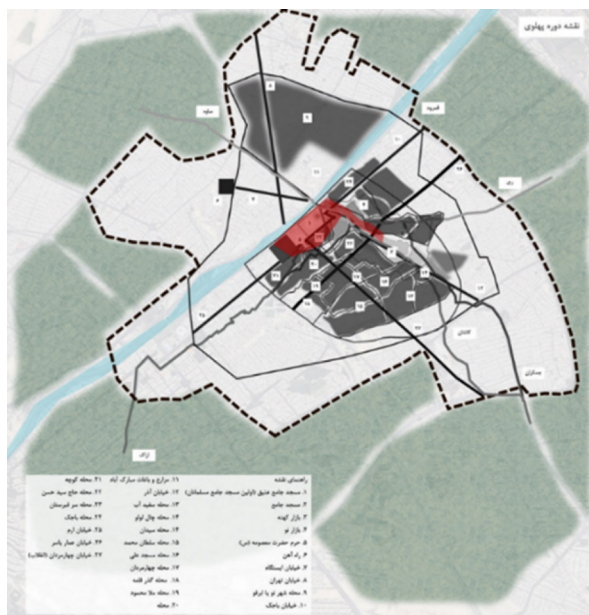 نقشه دوره پهلوی
قمرود
ساوه
کاشان
جمکران
اراک
راهنمای نقشه
۱. مسجد جامع عتیق (اولین مسجد جامع مسلمانان)
۲. مسجد جامع
۳. بازار کهنه
۴. بازار نو
۵. حرم حضرت معصومه (س)
۶. راه آهن
۷. خیابان ایستگاه
۸. خیابان تهران
۹. محله شهر نو یا ابرقو
۱۰. خیابان باجک
۱۱. مزارع و باغات مبارک آباد
۱۲. خیابان آذر
۱۳. محله سفید آب
۱۴. محله چال لولو
۱۴. محله سیدان
۱۵. محله سلطان محمد
۱۶. محله مسجد علی
۱۷. محله چهارمردان
۱۸. محله گذر قلعه
۱۹. محله ملا محمود
۲۰. محله
۲۱. محله کوچه
۲۲. محله حاج سید حسن
۲۳. محله سر قبرستان
۲۴. محله باجک
۲۵. خیابان ارم
۲۶. خیابان عمار یاسر
۲۷. خیابان چهارمردان (انقلاب)